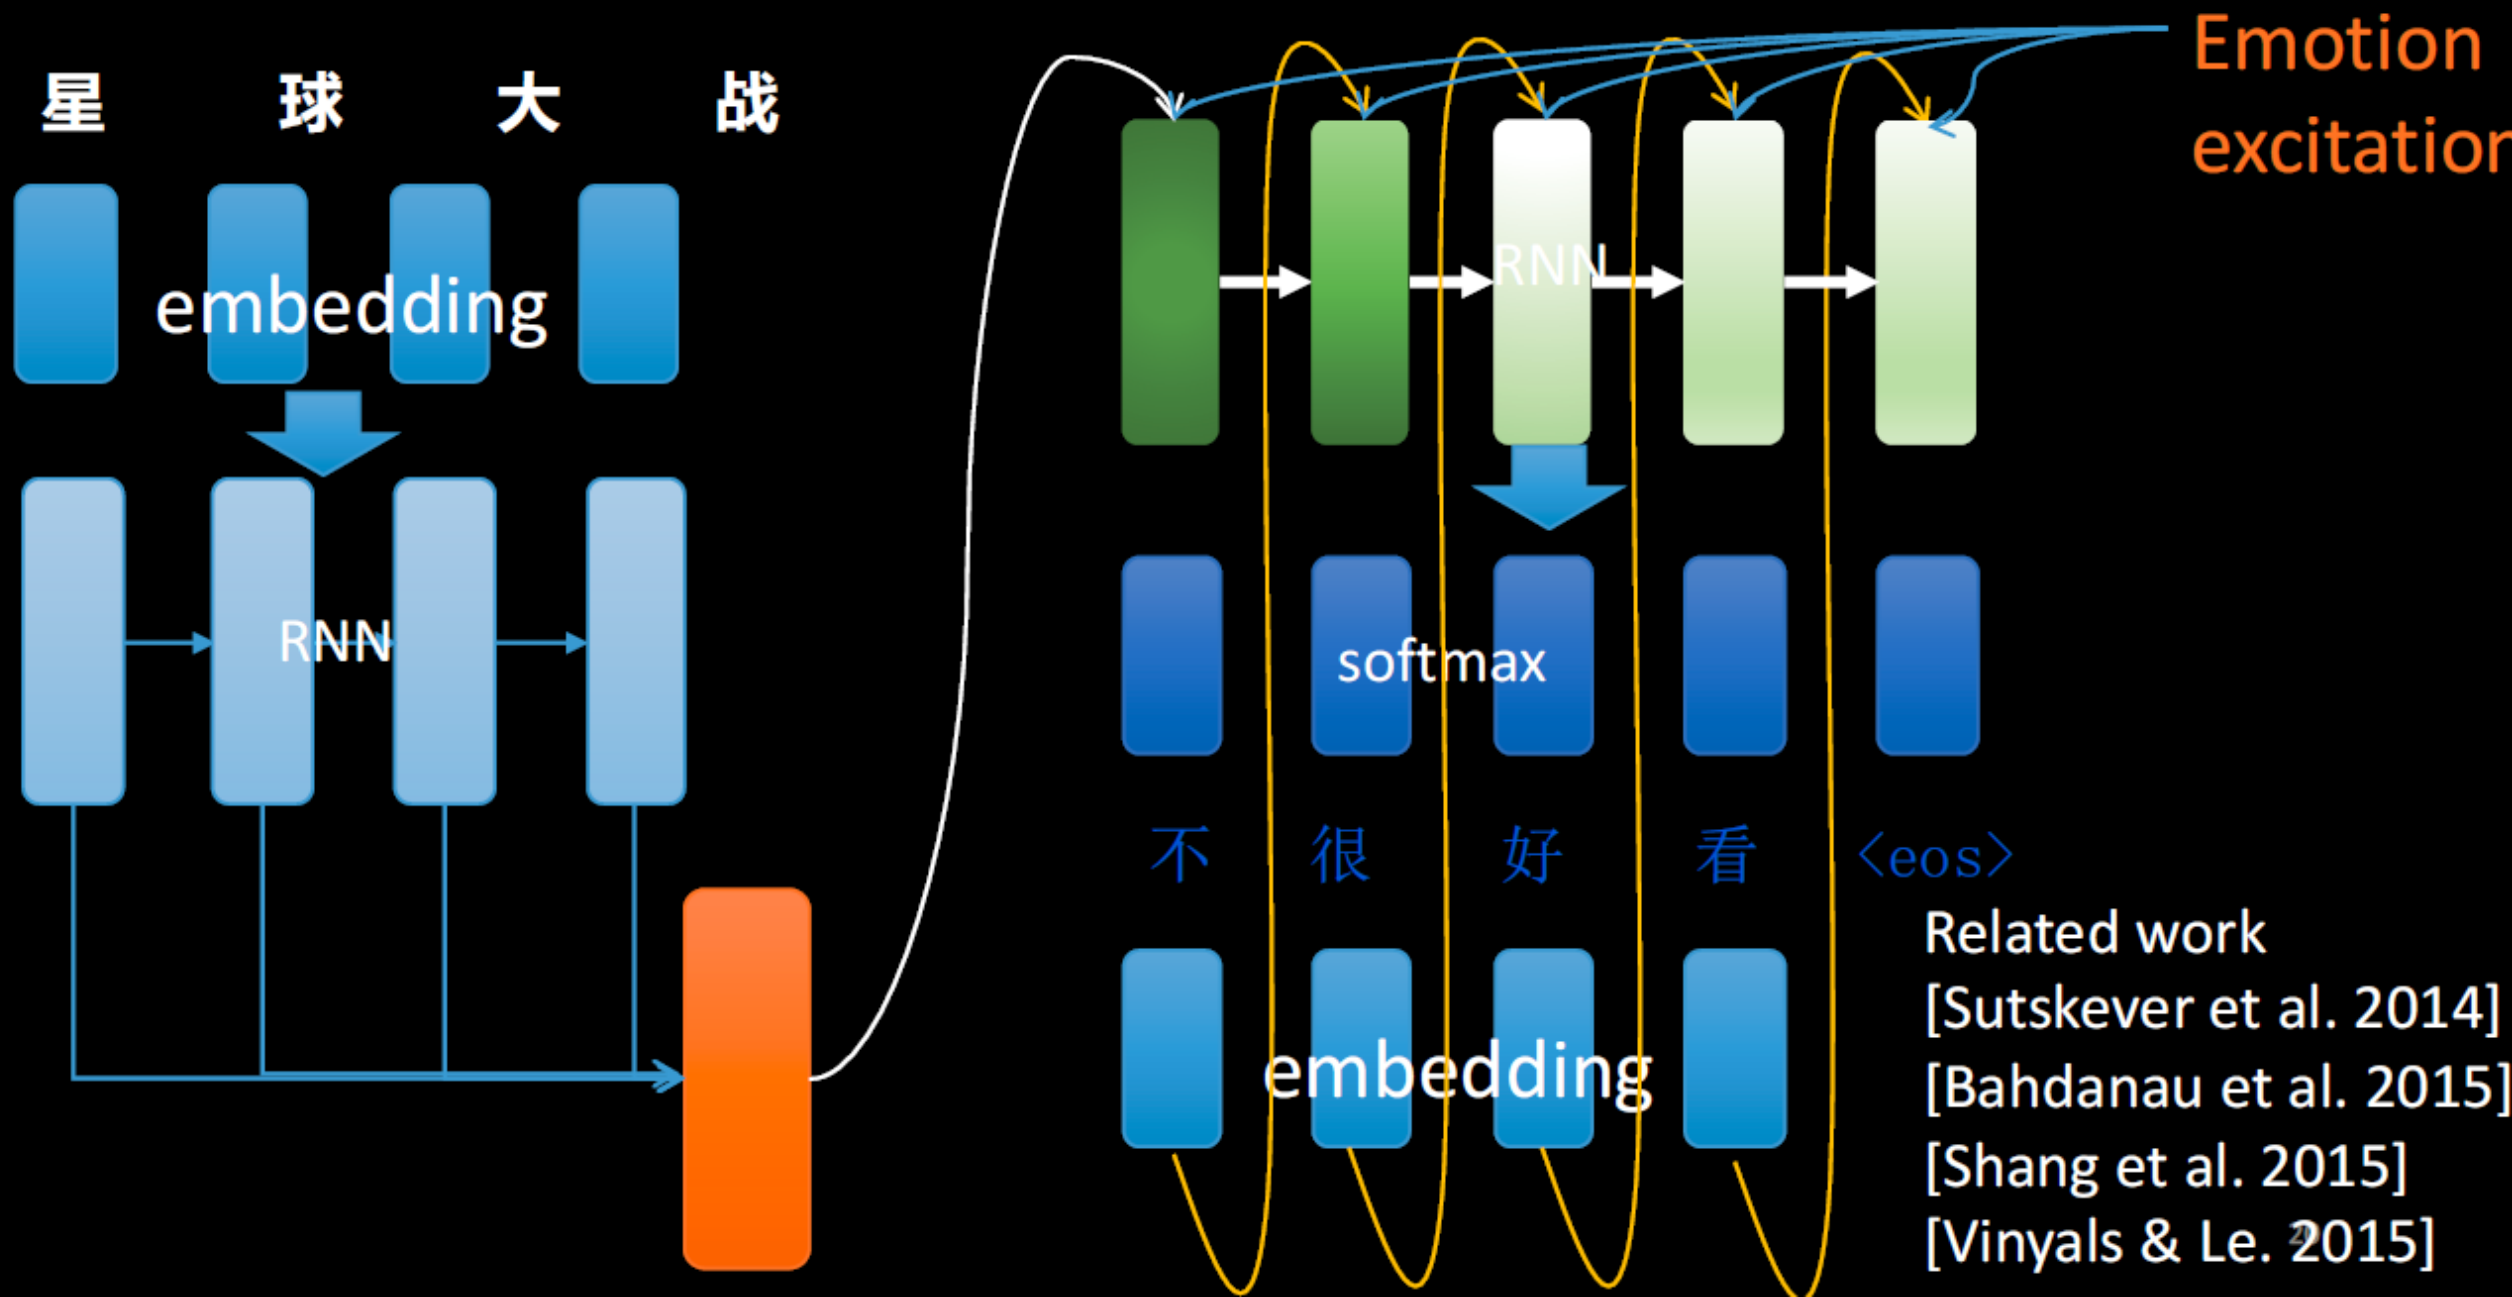 星 球 大 战
embedding
RNN
Emotion
excitation
RNN
softmax
不 很 好 看 <eos>
embedding
Related work
[Sutskever et al. 2014]
[Bahdanau et al. 2015]
[Shang et al. 2015]
[Vinyals & Le. 2015]